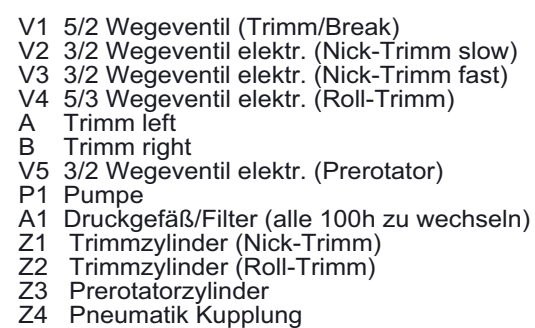 V1 5/2 Wegeventil (Trimm/Break)
V2 3/2 Wegeventil elektr. (Nick-Trimm slow)
V3 3/2 Wegeventil elektr. (Nick-Trimm fast)
V4 5/3 Wegeventil elektr. (Roll-Trimm)
A Trimm left
B Trimm right
V5 3/2 Wegeventil elektr. (Prerotator)
P1 Pumpe
A1 Druckgefäß/Filter (alle 100h zu wechseln)
Z1 Trimmzylinder (Nick-Trimm)
Z2 Trimmzylinder (Roll-Trimm)
Z3 Prerotatorzylinder
Z4 Pneumatik Kupplung